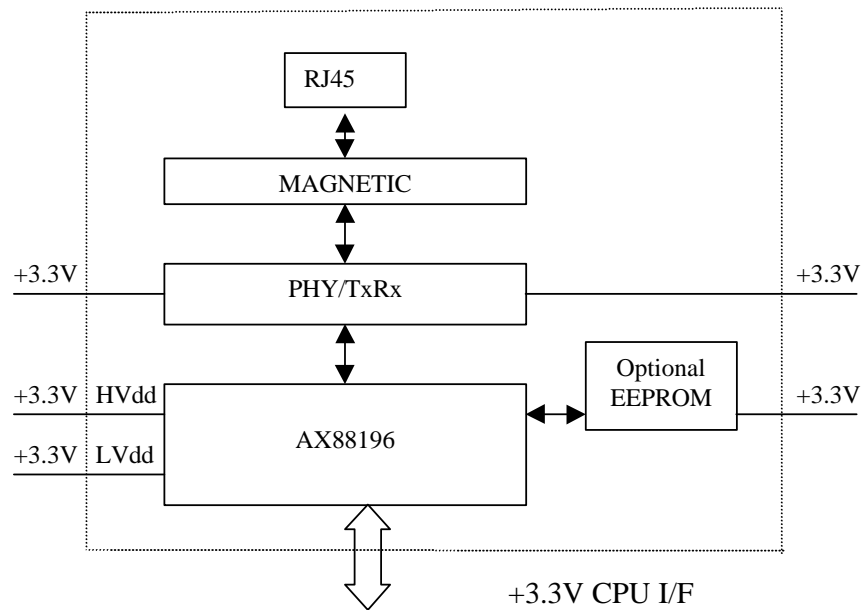 RJ45
MAGNETIC
+3.3V
PHY/TxRx
+3.3V
Optional
EEPROM
+3.3V HVdd
+3.3V
AX88196
+3.3V LVdd
+3.3V CPU I/F